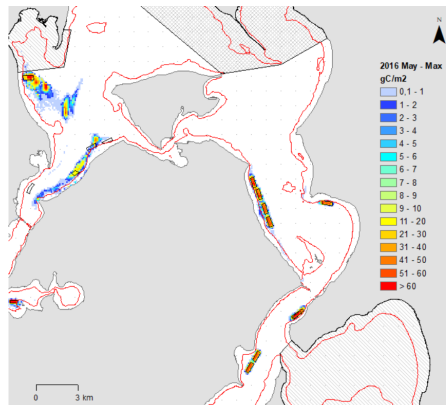 N
2016 May - Max
gC/m2
0,1 - 1
1 - 2
2 - 3
3 - 4
4 - 5
5 - 6
6 - 7
7 - 8
8 - 9
9 - 10
11 - 20
21 - 30
31 - 40
41 - 50
51 - 60
> 60
0 3 km